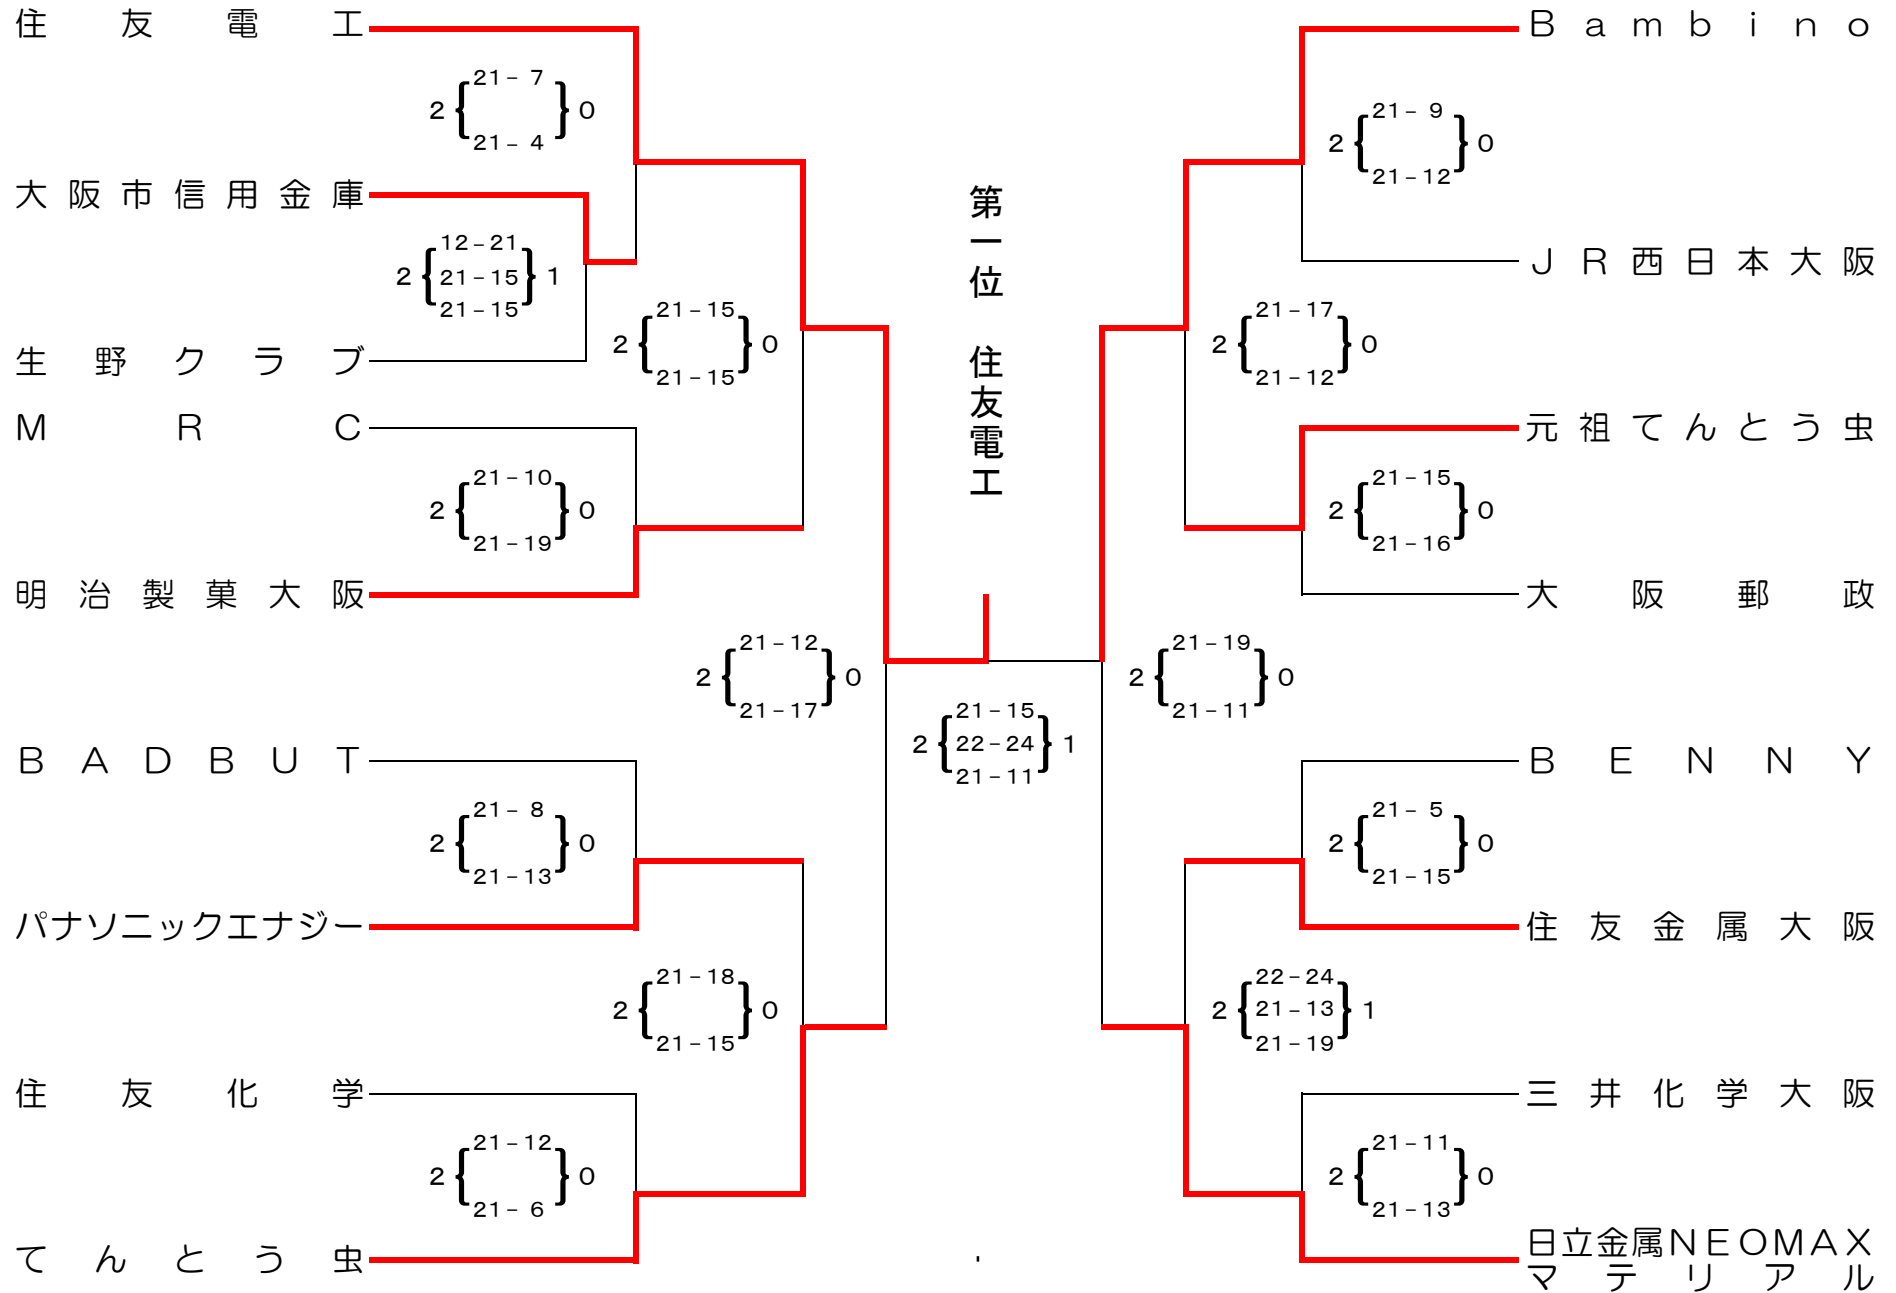 住友電工
2 { 21－ 7 } 0
21－ 4
大阪市信用金庫
2 { 12－21 } 1
21－15
21－15
生野クラブ
2 { 21－15 } 0
21－15
MRC
2 { 21－10 } 0
21－19
明治製菓大阪
2 { 21－12 } 0
21－17
BADBUT
2 { 21－ 8 } 0
21－13
パナソニックエナジー
2 { 21－18 } 0
21－15
住友化学
2 { 21－12 } 0
21－ 6
てんとう虫
第一位 住友電工
2 { 21－15 } 1
22－24
21－11
Bambino
2 { 21－ 9 } 0
21－12
JR西日本大阪
2 { 21－17 } 0
21－12
元祖てんとう虫
2 { 21－15 } 0
21－16
大阪郵政
2 { 21－19 } 0
21－11
BENNY
2 { 21－ 5 } 0
21－15
住友金属大阪
2 { 22－24 } 1
21－13
21－19
三井化学大阪
2 { 21－11 } 0
21－13
日立金属NEOMAX
マテリアル